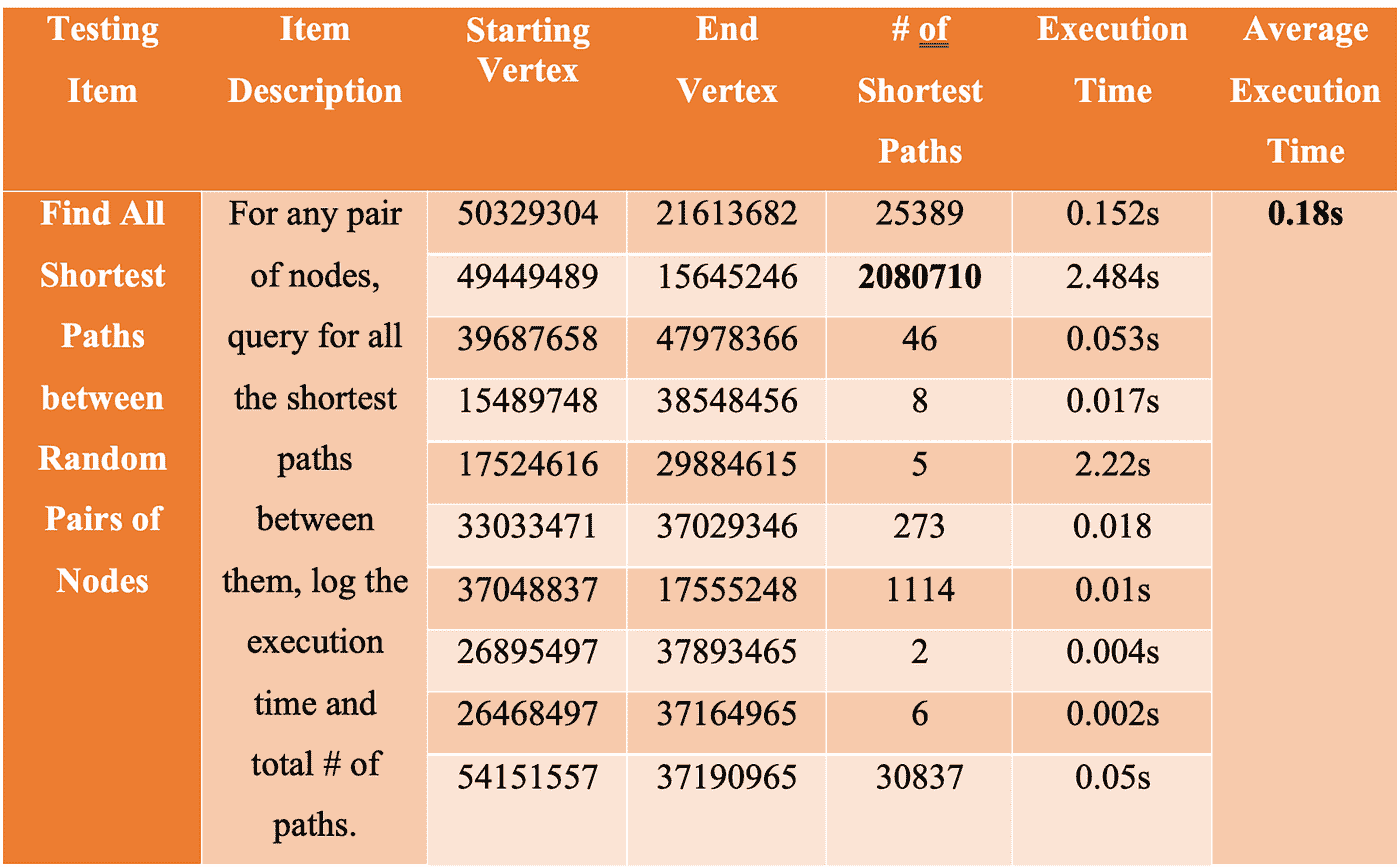 Testing Item
Item Description
Starting Vertex
End Vertex
# of Shortest Paths
Execution Time
Average Execution Time
Find All
Shortest
Paths
between
Random
Pairs of
Nodes
For any pair
of nodes,
query for all
the shortest
paths
between
them, log the
execution
time and
total # of
paths.
50329304 21613682 25389 0.152s 0.18s
49449489 15645246 2080710 2.484s
39687658 47978366 46 0.053s
15489748 38548456 8 0.017s
17524616 29884615 5 2.22s
33033471 37029346 273 0.018
37048837 17555248 1114 0.01s
26895497 37893465 2 0.004s
26468497 37164965 6 0.002s
54151557 37190965 30837 0.05s